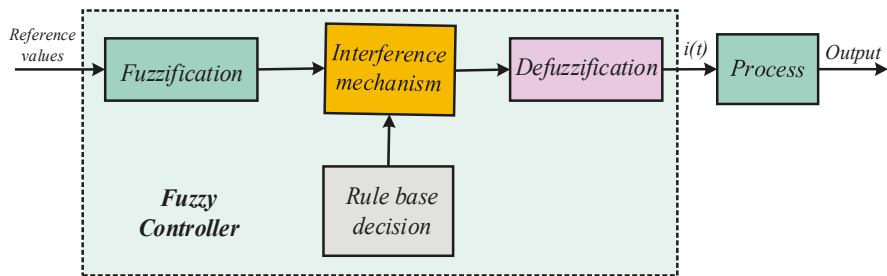 Reference
values
Fuzzification
Interference
mechanism
Defuzzification
i(t)
Process
Output
Rule base
decision
Fuzzy
Controller